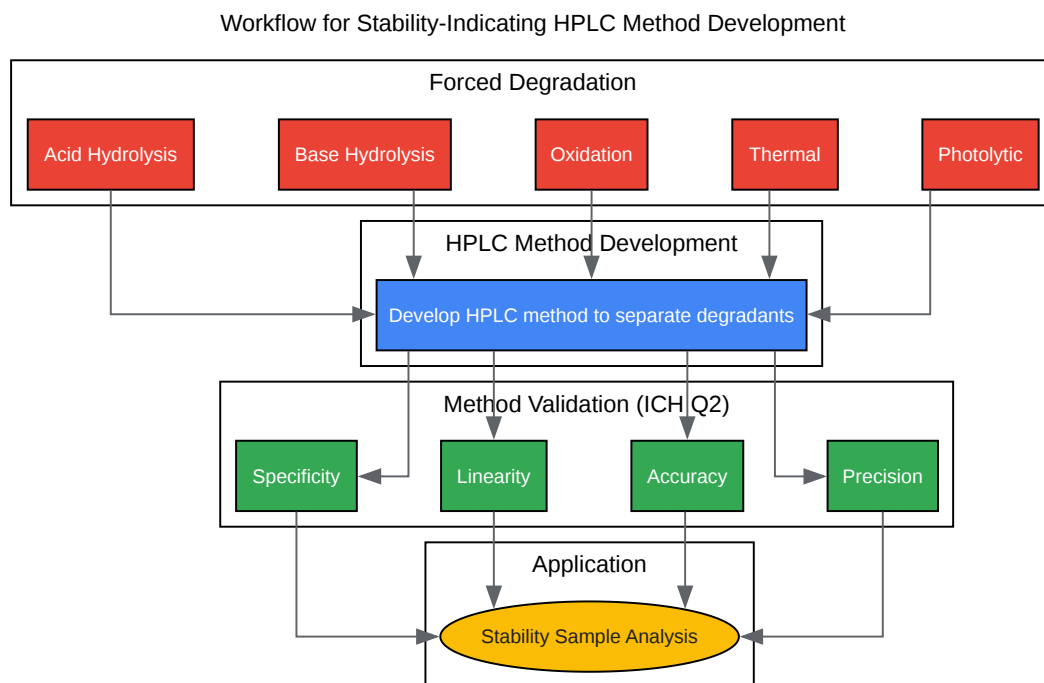 Workflow for Stability-Indicating HPLC Method Development
Forced Degradation
Acid Hydrolysis
Base Hydrolysis
Oxidation
Thermal
Photolytic
HPLC Method Development
Develop HPLC method to separate degradants
Method Validation (ICH Q2)
Specificity
Linearity
Accuracy
Precision
Application
Stability Sample Analysis